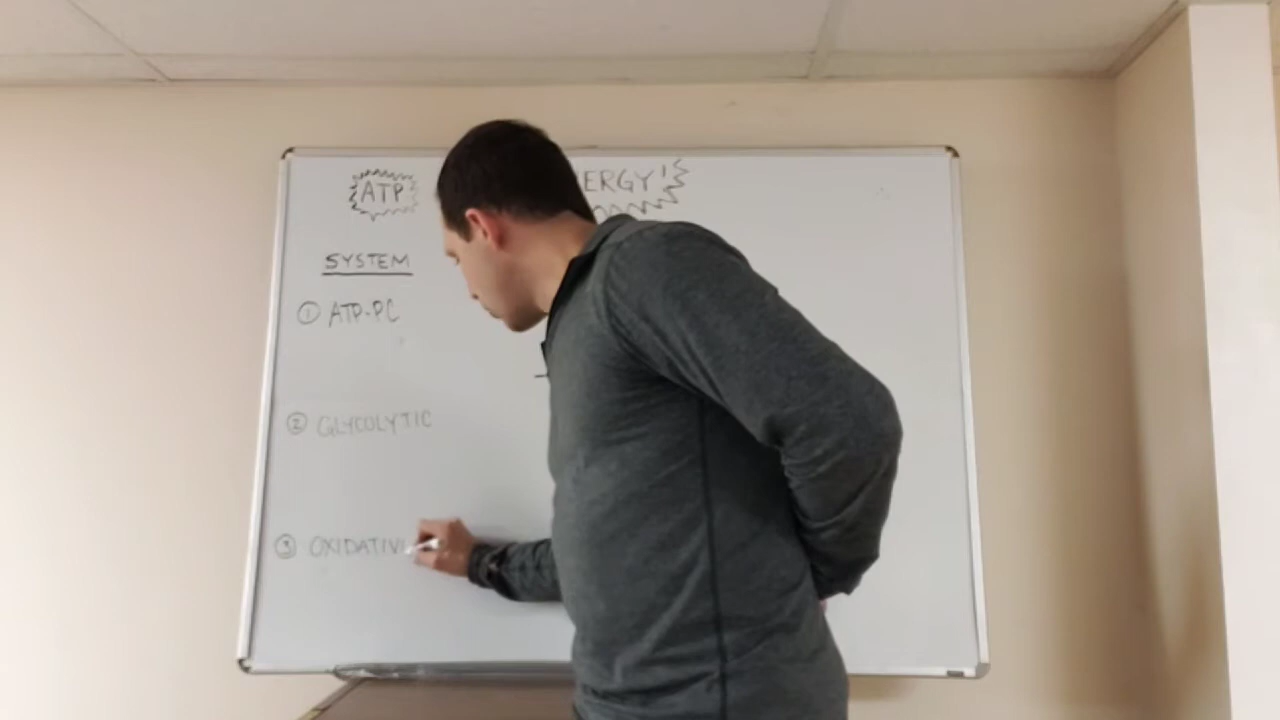 ATP ERGY'
SYSTEM
① ATP-PC
② GLYCOLYTIC
③ OXIDATIV